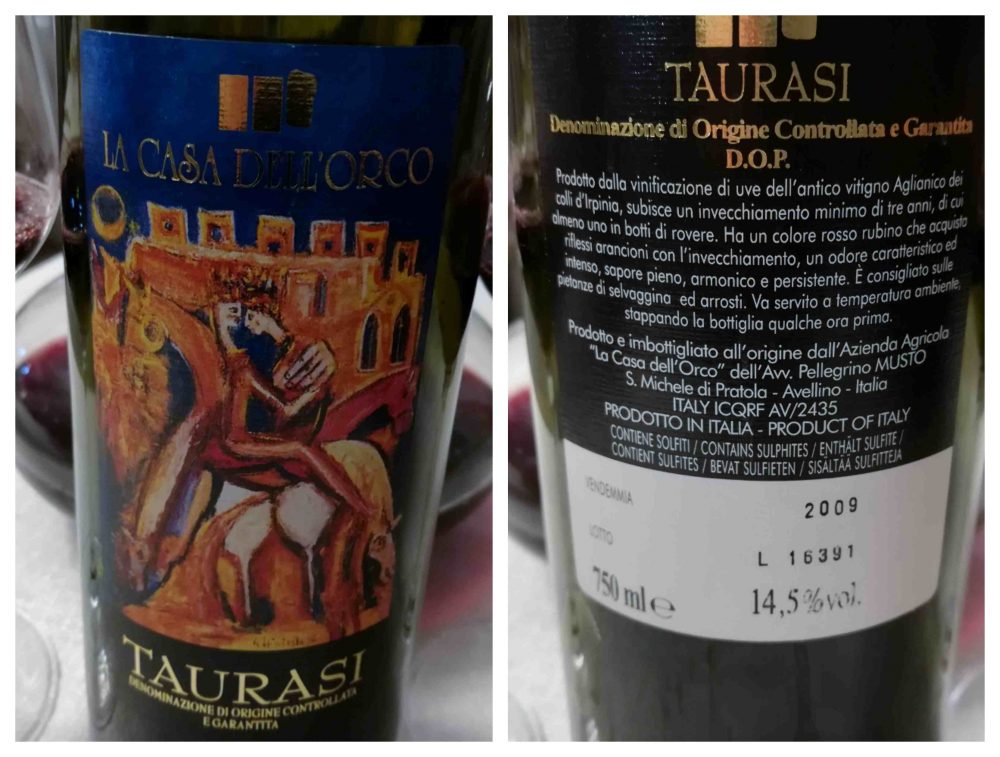 LA CASA DELL'ORCO
TAURASI
DENOMINAZIONE DI ORIGINE CONTROLLATA
E GARANTITA
TAURASI
Denominazione di Origine Controllata e Garantita
D.O.P.
Prodotto dalla vinificazione di uve dell'antico vitigno Aglianico dei
colli d'Irpinia, subisce un invecchiamento minimo di tre anni, di cui
almeno uno in botti di rovere. Ha un colore rosso rubino che acquista
riflessi arancioni con l'invecchiamento, un odore caratteristico ed
intenso, sapore pieno, armonico e persistente. È consigliato sulle
pietanze di selvaggina ed arrosti. Va servito a temperatura ambiente,
stappando la bottiglia qualche ora prima.
Prodotto e imbottigliato all'origine dall'Azienda Agricola
"La Casa dell'Orco" dell'Avv. Pellegrino MUSTO
S. Michele di Pratola - Avellino - Italia
ITALY ICQRF AV/2435
PRODOTTO IN ITALIA - PRODUCT OF ITALY
CONTIENE SOLFITI / CONTAINS SULPHITES / ENTHÄLT SULFITE /
CONTIENT SULFITES / BEVAT SULFIETEN / SISÄLTÄÄ SULFITTEJA
VENDEMMIA 2009
LOTTO L 16391
750 ml e 14,5%vol.